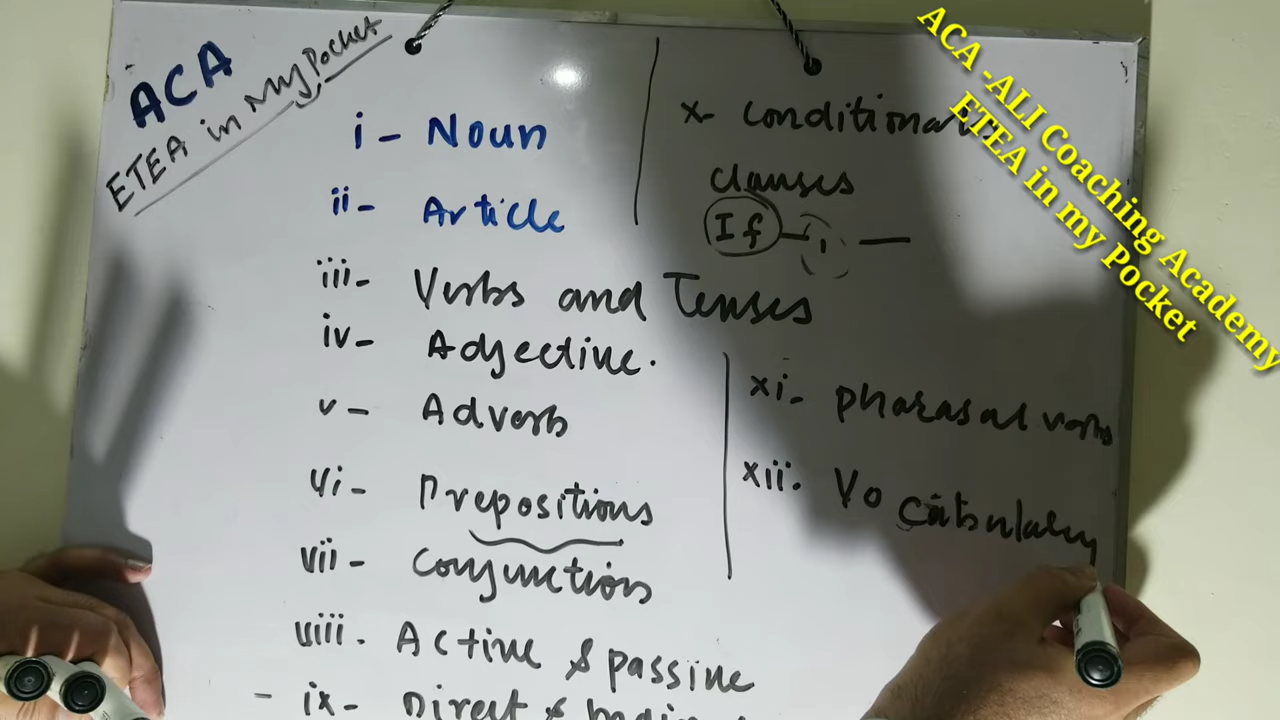 ACA
ETEA in My Pocket
i - Noun
ii - Article
iii - Verbs and Tenses
iv - Adjective.
v - Adverb
vi - Prepositions
vii - Conjunctions
viii. Active & passive
- ix - Direct &
x- conditional
clauses
If - , —
xi. pharasal verbs
xii. Vocabulary
ACA -ALI Coaching Academy
ETEA in my Pocket